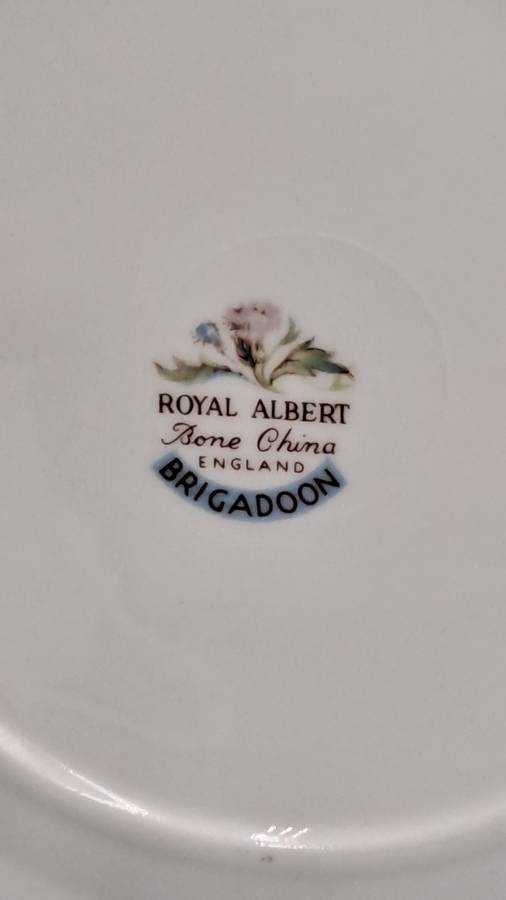 ROYAL ALBERT
Bone China
ENGLAND
BRIGADOON